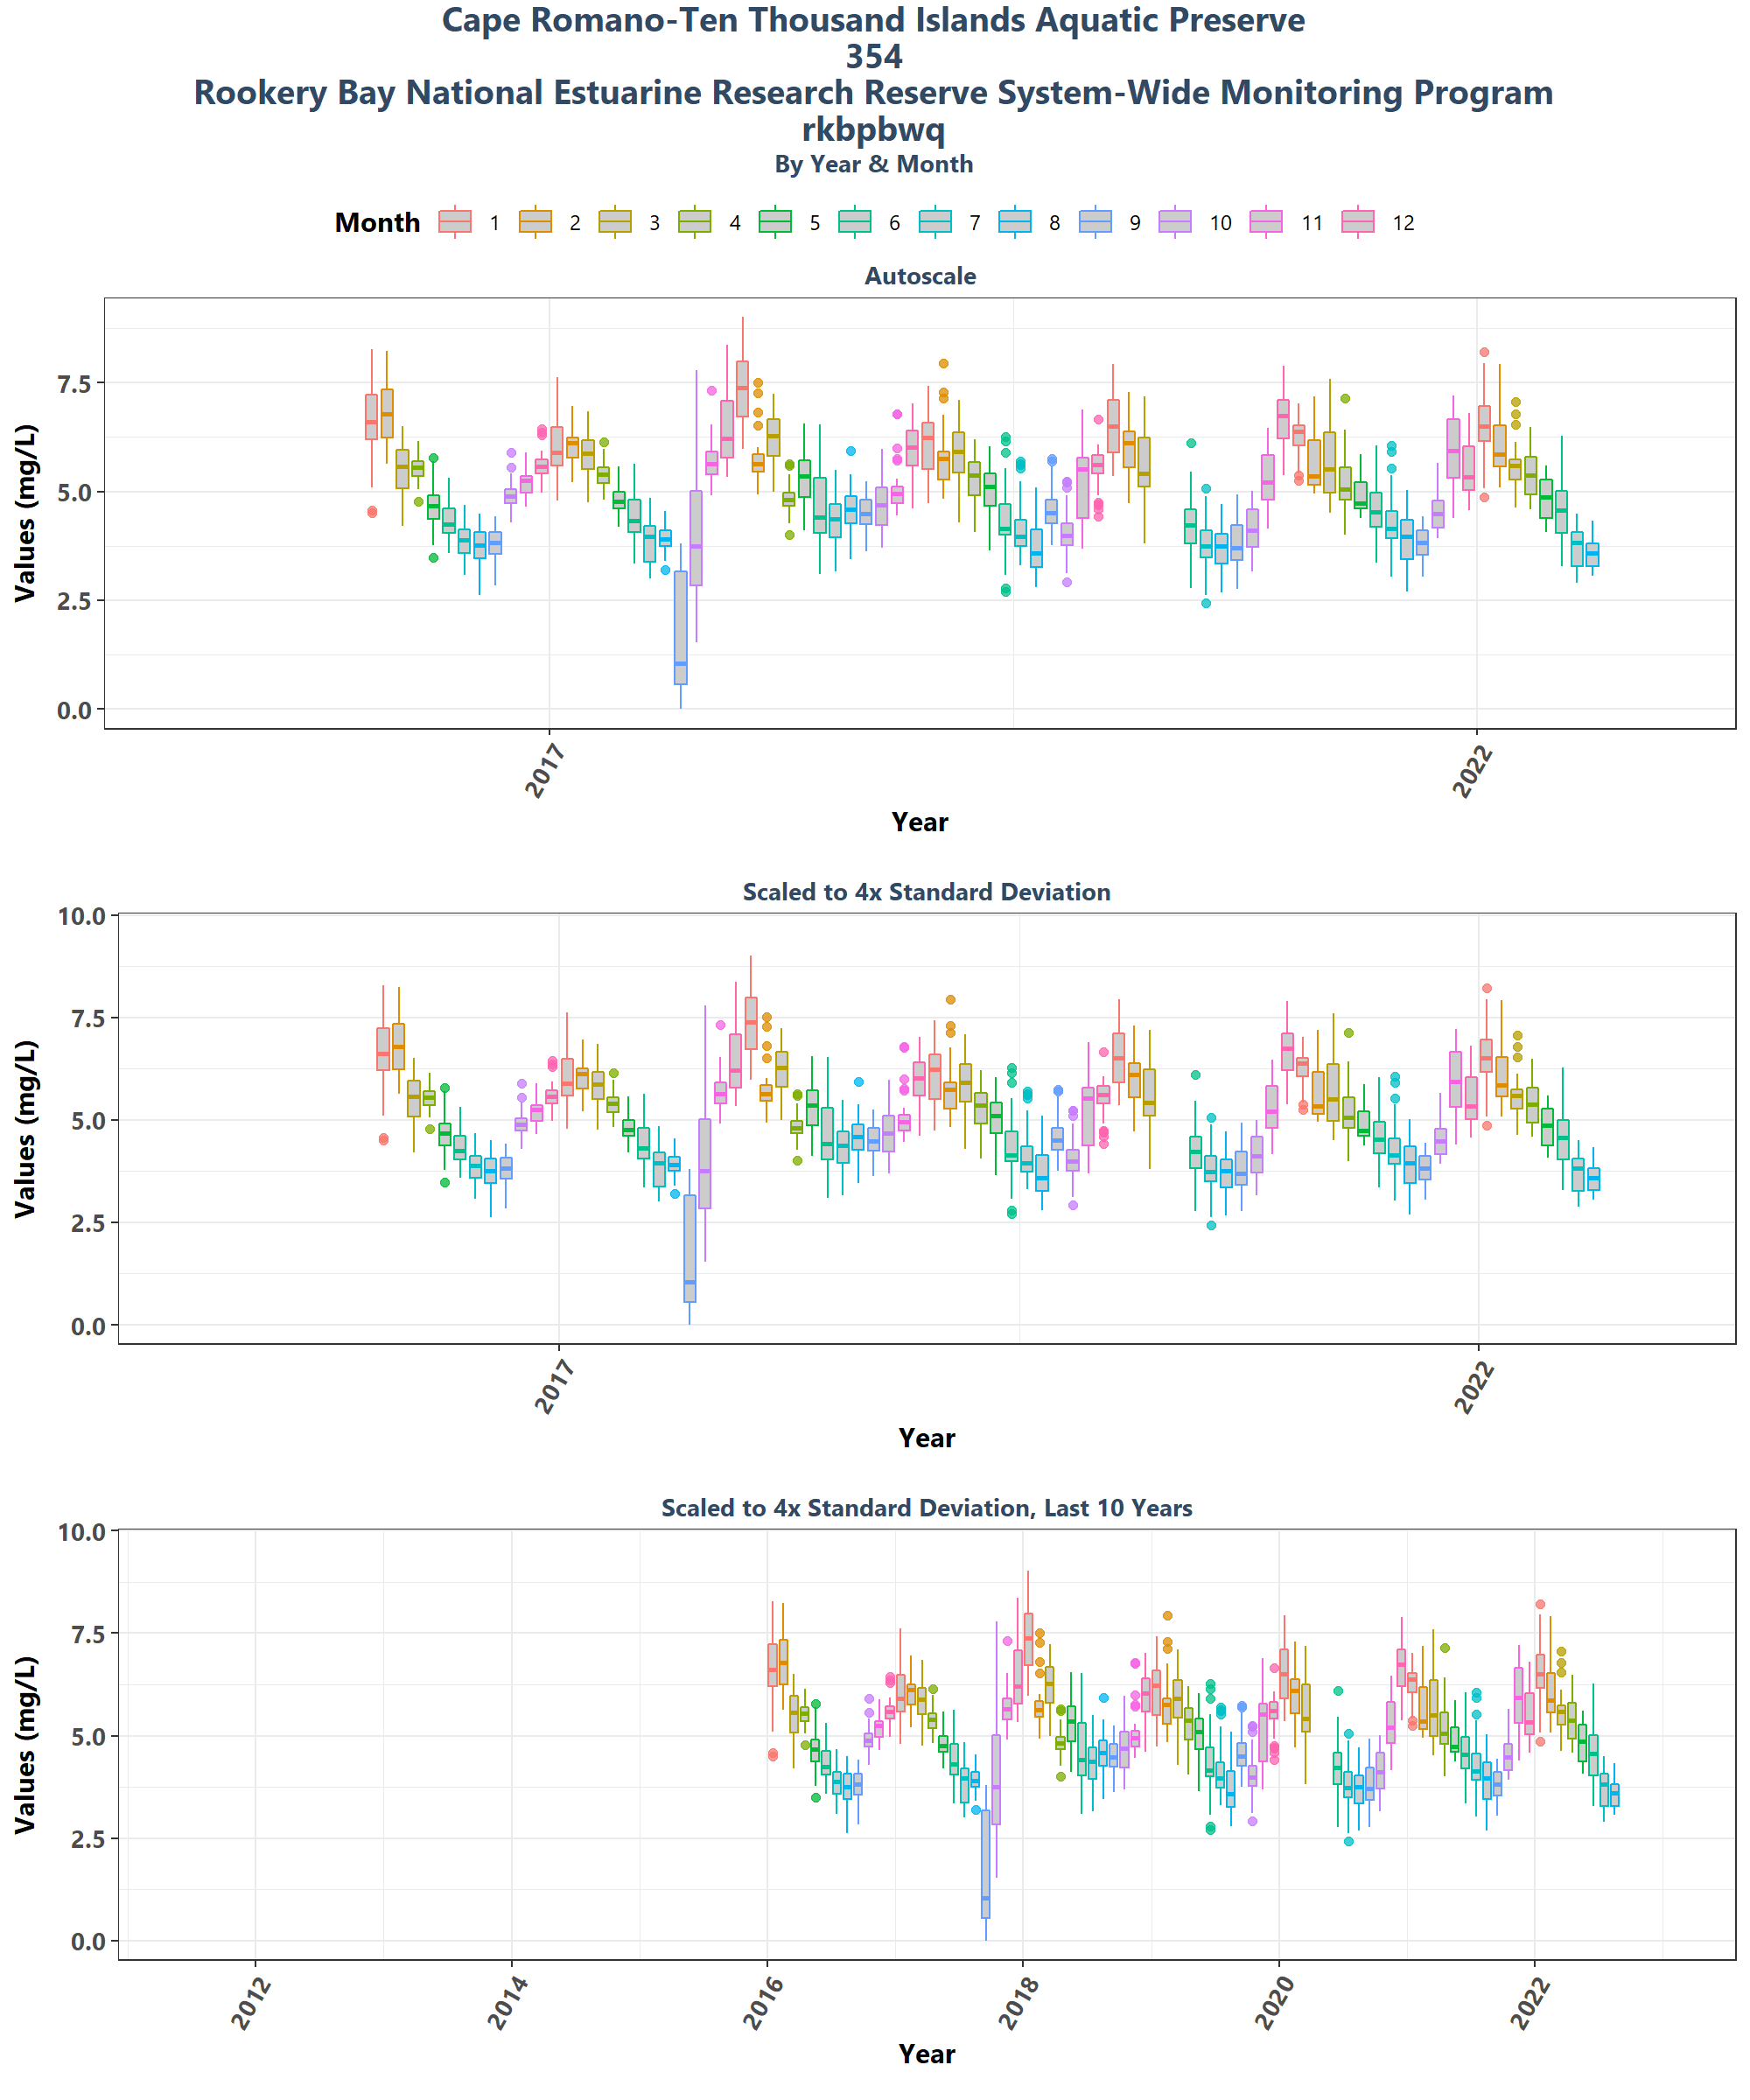 Cape Romano-Ten Thousand Islands Aquatic Preserve
354
Rookery Bay National Estuarine Research Reserve System-Wide Monitoring Program
rkbpbwq
By Year & Month
Month 1 2 3 4 5 6 7 8 9 10 11 12
Autoscale
Values (mg/L)
7.5
5.0
2.5
0.0
2017 2022
Year
Scaled to 4x Standard Deviation
Values (mg/L)
10.0
7.5
5.0
2.5
0.0
2017 2022
Year
Scaled to 4x Standard Deviation, Last 10 Years
Values (mg/L)
10.0
7.5
5.0
2.5
0.0
2012 2014 2016 2018 2020 2022
Year